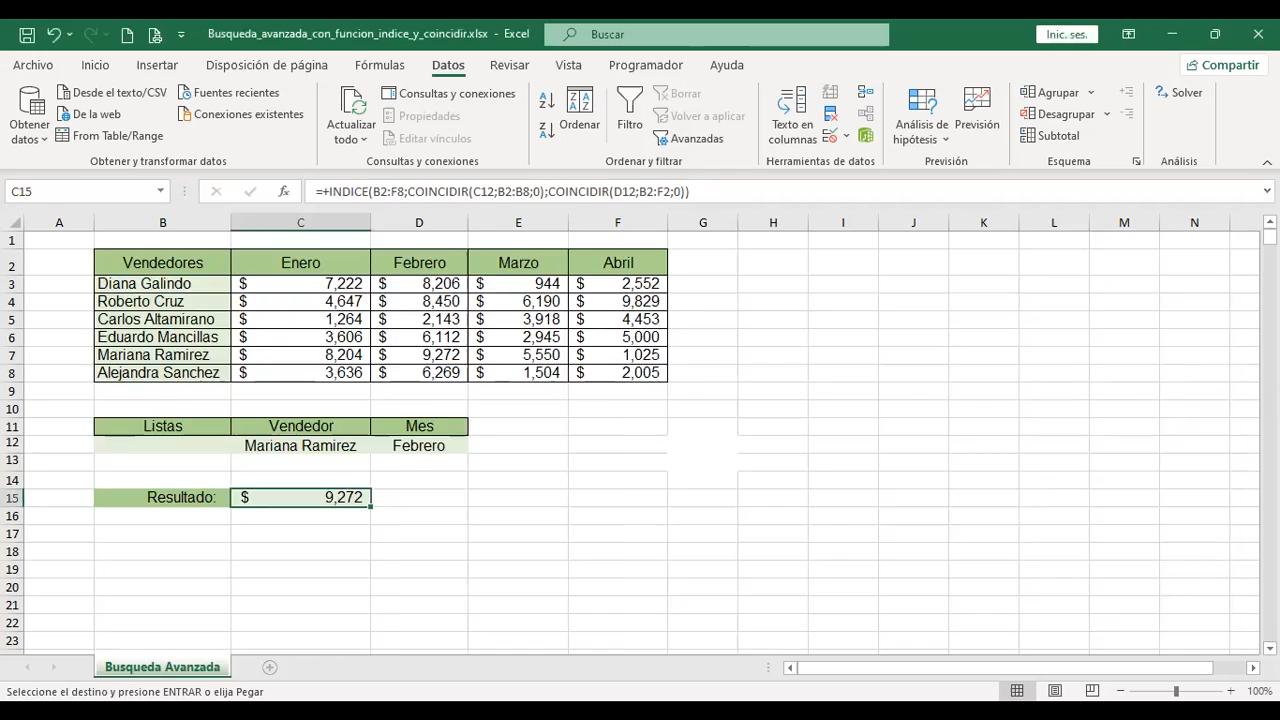 Busqueda_avanzada_con_funcion_indice_y_coincidir.xlsx - Excel
Buscar
Inic. ses.
Archivo Inicio Insertar Disposición de página Fórmulas Datos Revisar Vista Programador Ayuda Compartir
Obtener datos
Desde el texto/CSV
De la web
From Table/Range
Fuentes recientes
Conexiones existentes
Obtener y transformar datos
Actualizar todo
Consultas y conexiones
Propiedades
Editar vínculos
Consultas y conexiones
Ordenar
Filtro
Borrar
Volver a aplicar
Avanzadas
Ordenar y filtrar
Texto en columnas
Herramientas de datos
Análisis de hipótesis
Previsión
Previsión
Agrupar
Desagrupar
Subtotal
Esquema
Solver
Análisis
C15 fx =+INDICE(B2:F8;COINCIDIR(C12;B2:B8;0);COINCIDIR(D12;B2:F2;0))
A B C D E F G H I J K L M N
1
2 Vendedores Enero Febrero Marzo Abril
3 Diana Galindo $ 7,222 $ 8,206 $ 944 $ 2,552
4 Roberto Cruz $ 4,647 $ 8,450 $ 6,190 $ 9,829
5 Carlos Altamirano $ 1,264 $ 2,143 $ 3,918 $ 4,453
6 Eduardo Mancillas $ 3,606 $ 6,112 $ 2,945 $ 5,000
7 Mariana Ramirez $ 8,204 $ 9,272 $ 5,550 $ 1,025
8 Alejandra Sanchez $ 3,636 $ 6,269 $ 1,504 $ 2,005
9
10
11 Listas Vendedor Mes
12 Mariana Ramirez Febrero
13
14
15 Resultado: $ 9,272
16
17
18
19
20
21
22
23
Busqueda Avanzada
Seleccione el destino y presione ENTRAR o elija Pegar
100%